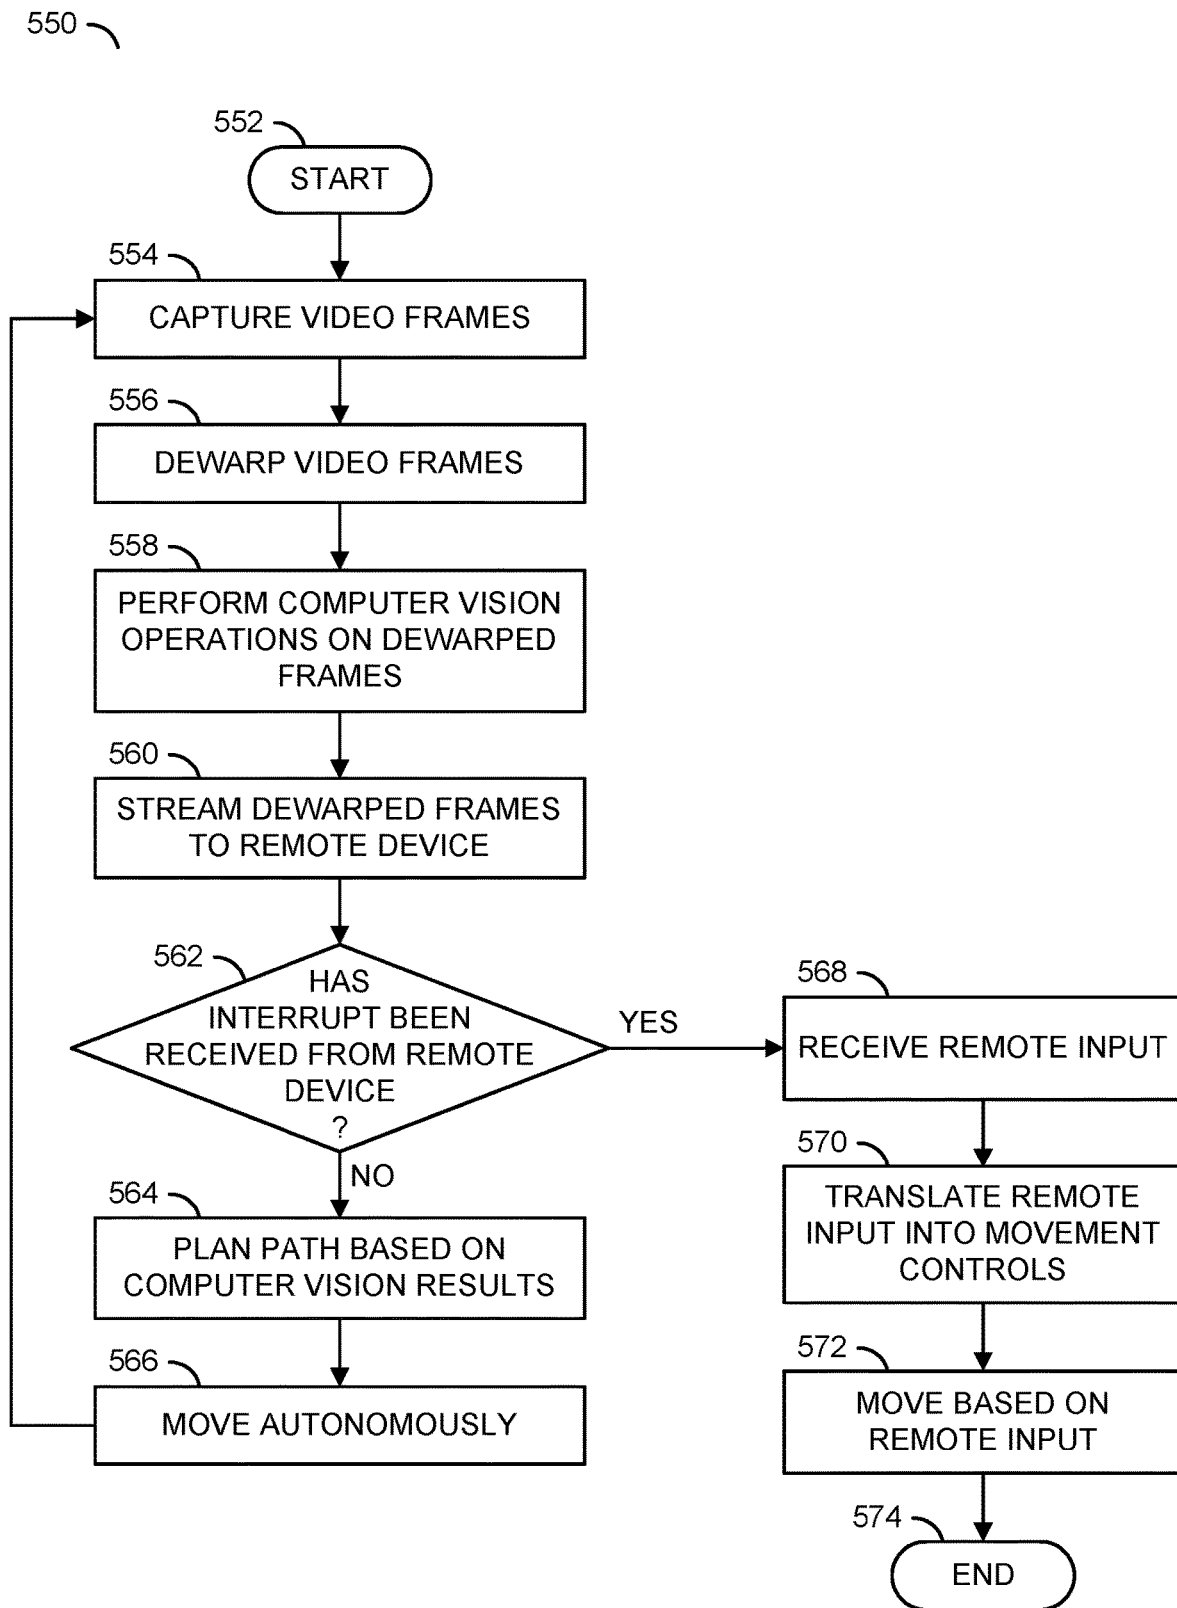 550
552
START
554
CAPTURE VIDEO FRAMES
556
DEWARP VIDEO FRAMES
558
PERFORM COMPUTER VISION
OPERATIONS ON DEWARPED
FRAMES
560
STREAM DEWARPED FRAMES
TO REMOTE DEVICE
562
HAS
INTERRUPT BEEN
RECEIVED FROM REMOTE
DEVICE
?
YES
NO
564
PLAN PATH BASED ON
COMPUTER VISION RESULTS
566
MOVE AUTONOMOUSLY
568
RECEIVE REMOTE INPUT
570
TRANSLATE REMOTE
INPUT INTO MOVEMENT
CONTROLS
572
MOVE BASED ON
REMOTE INPUT
574
END